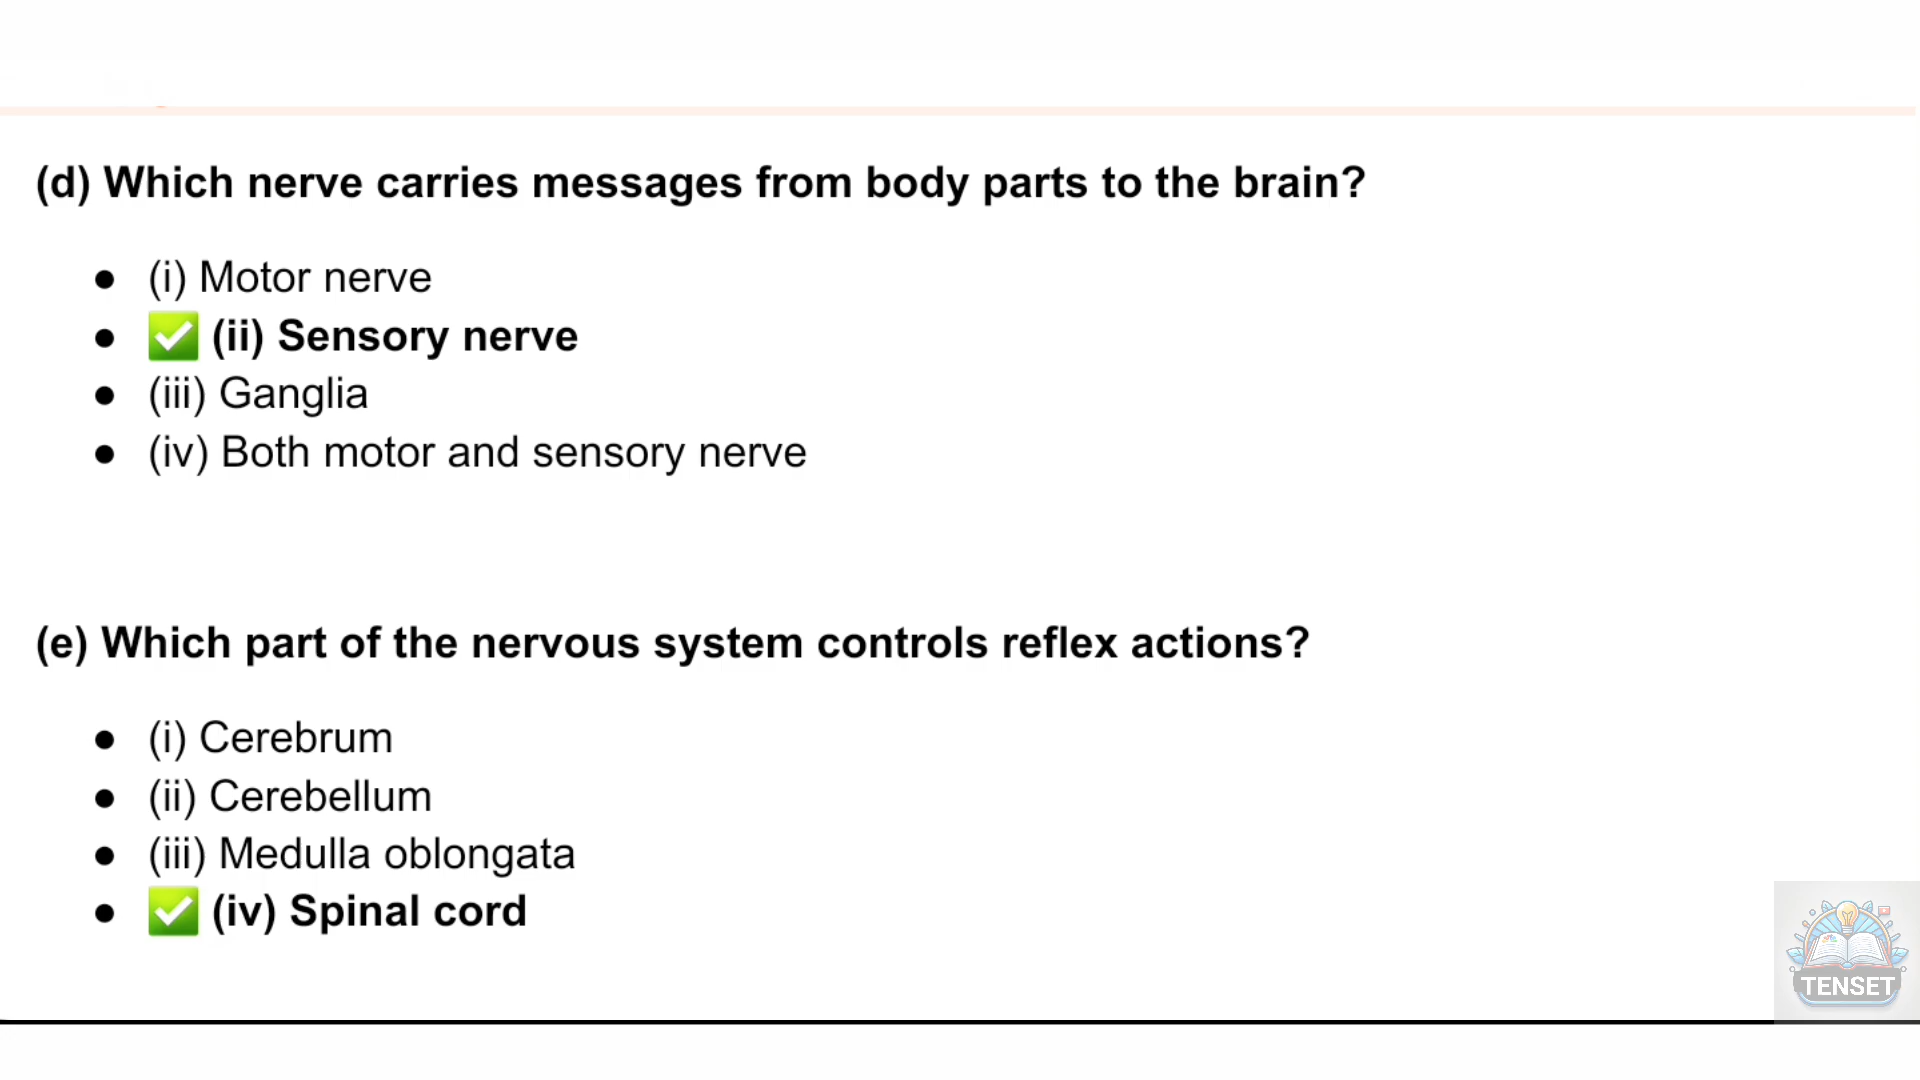 (d) Which nerve carries messages from body parts to the brain?
● (i) Motor nerve
● ✅ (ii) Sensory nerve
● (iii) Ganglia
● (iv) Both motor and sensory nerve
(e) Which part of the nervous system controls reflex actions?
● (i) Cerebrum
● (ii) Cerebellum
● (iii) Medulla oblongata
● ✅ (iv) Spinal cord
TENSET